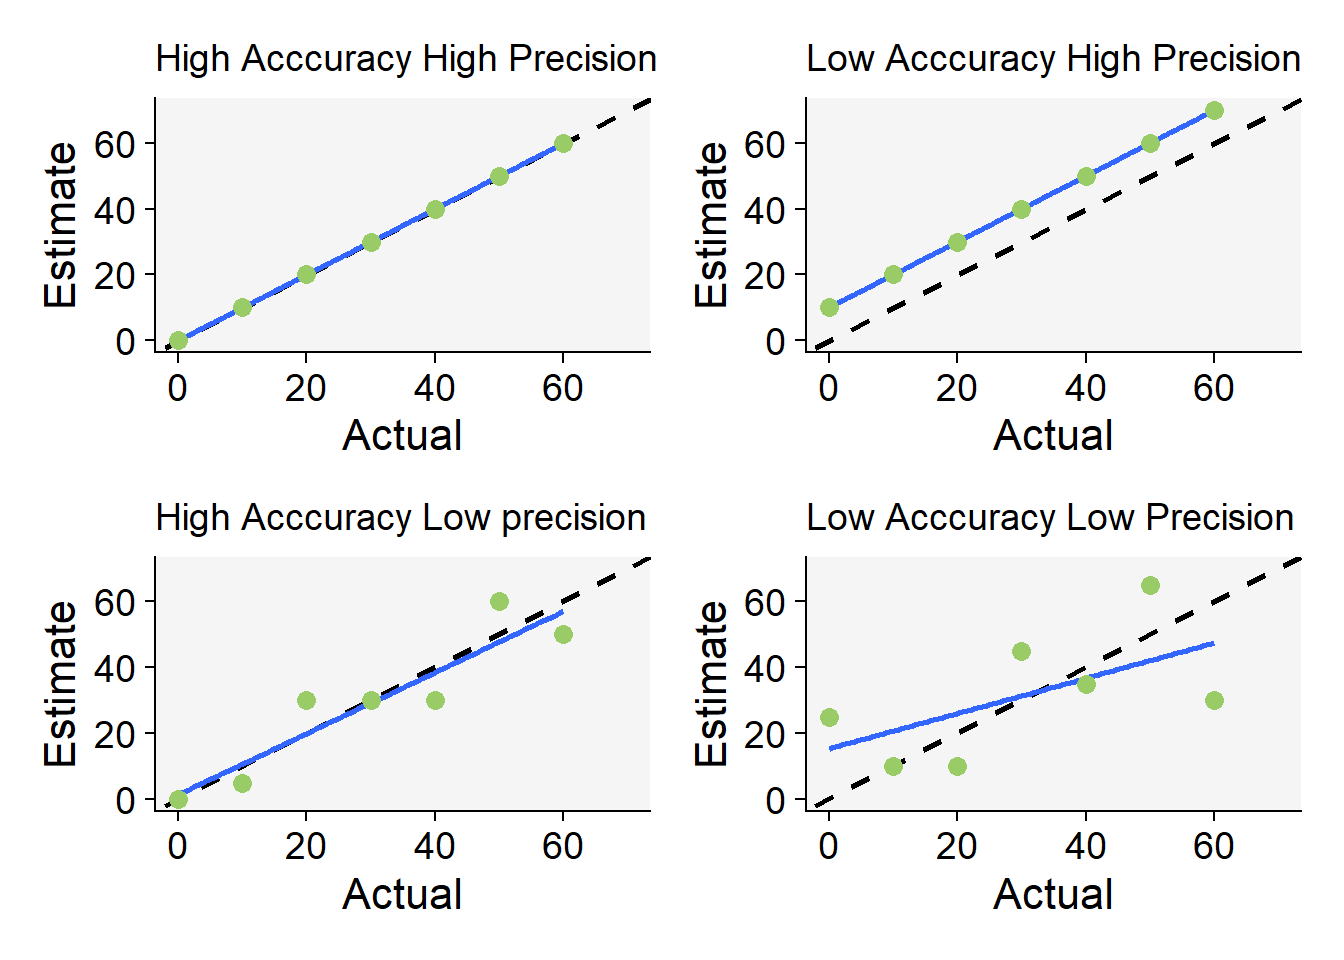 High Acccuracy High Precision
Estimate
60
40
20
0
0 20 40 60
Actual
Low Acccuracy High Precision
Estimate
60
40
20
0
0 20 40 60
Actual
High Acccuracy Low precision
Estimate
60
40
20
0
0 20 40 60
Actual
Low Acccuracy Low Precision
Estimate
60
40
20
0
0 20 40 60
Actual